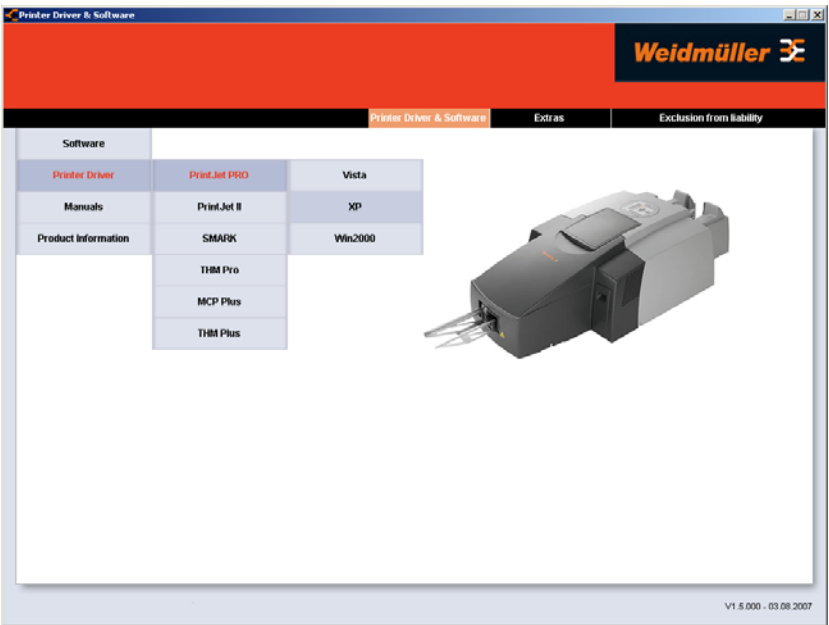 Printer Driver & Software
Weidmüller
Printer Driver & Software Extras Exclusion from liability
Software
Printer Driver PrintJet PRO Vista
Manuals PrintJet II XP
Product Information SMARK Win2000
THM Pro
MCP Plus
THM Plus
V1.5.000 - 03.08.2007